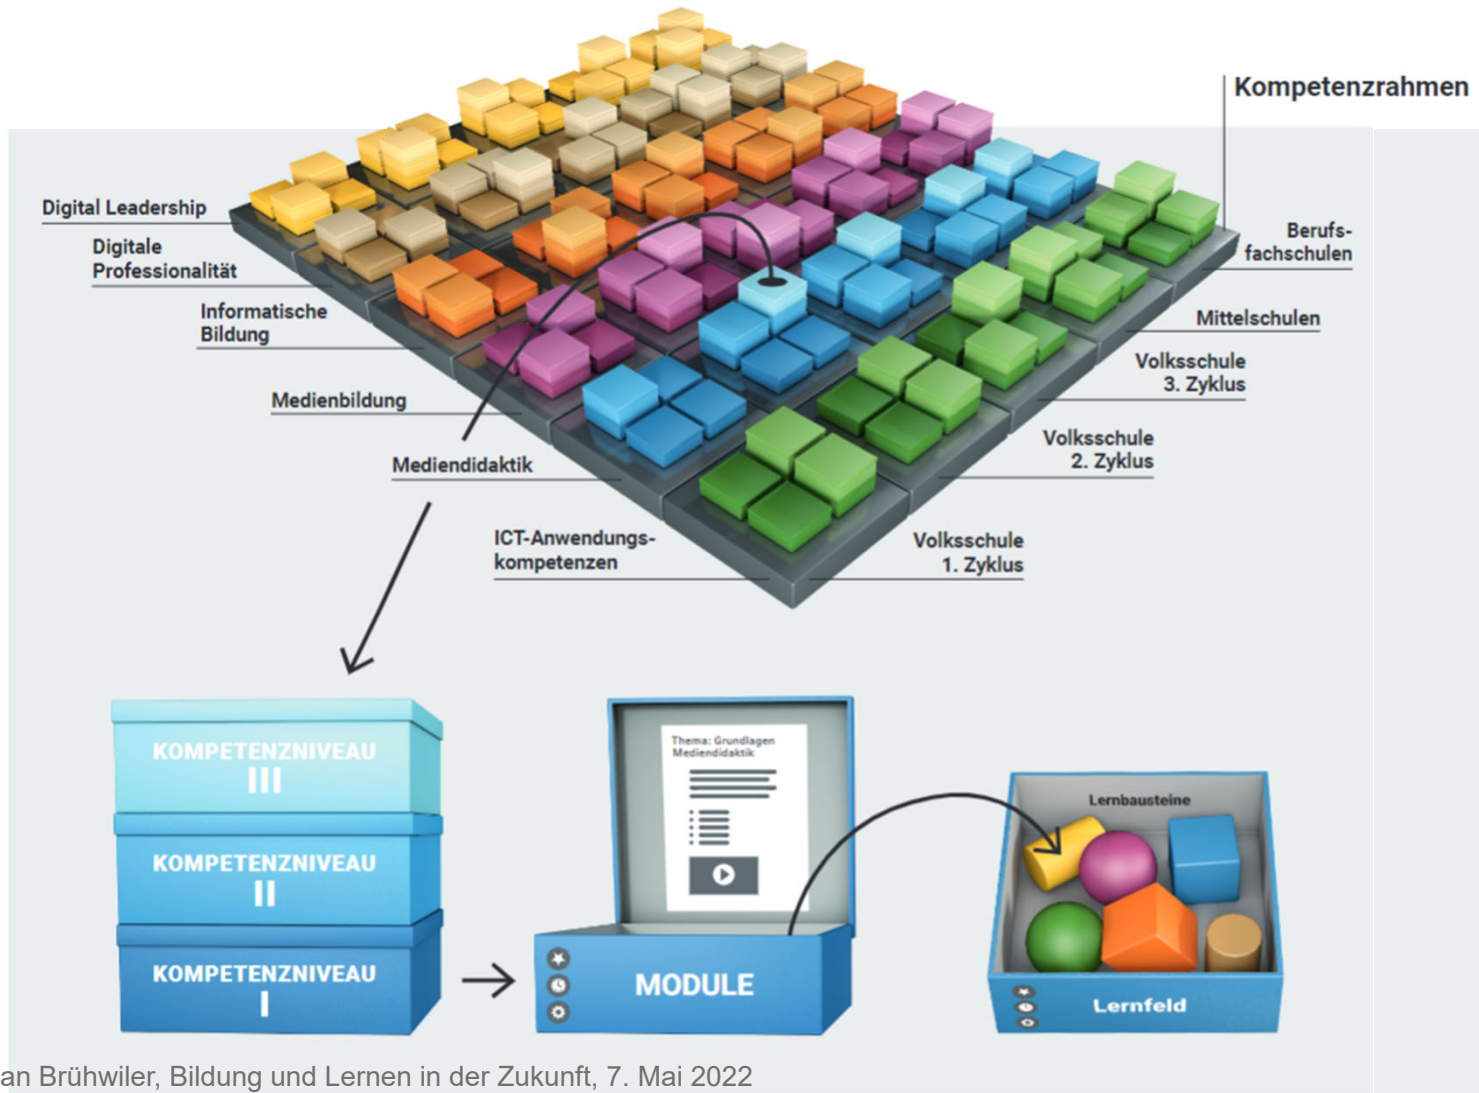 Kompetenzrahmen
Digital Leadership
Digitale
Professionalität
Informatische
Bildung
Medienbildung
Mediendidaktik
ICT-Anwendungs-
kompetenzen
Berufs-
fachschulen
Mittelschulen
Volksschule
3. Zyklus
Volksschule
2. Zyklus
Volksschule
1. Zyklus
KOMPETENZNIVEAU
III
KOMPETENZNIVEAU
II
KOMPETENZNIVEAU
I
Thema: Grundlagen
Mediendidaktik
MODULE
Lernbausteine
Lernfeld
an Brühwiler, Bildung und Lernen in der Zukunft, 7. Mai 2022